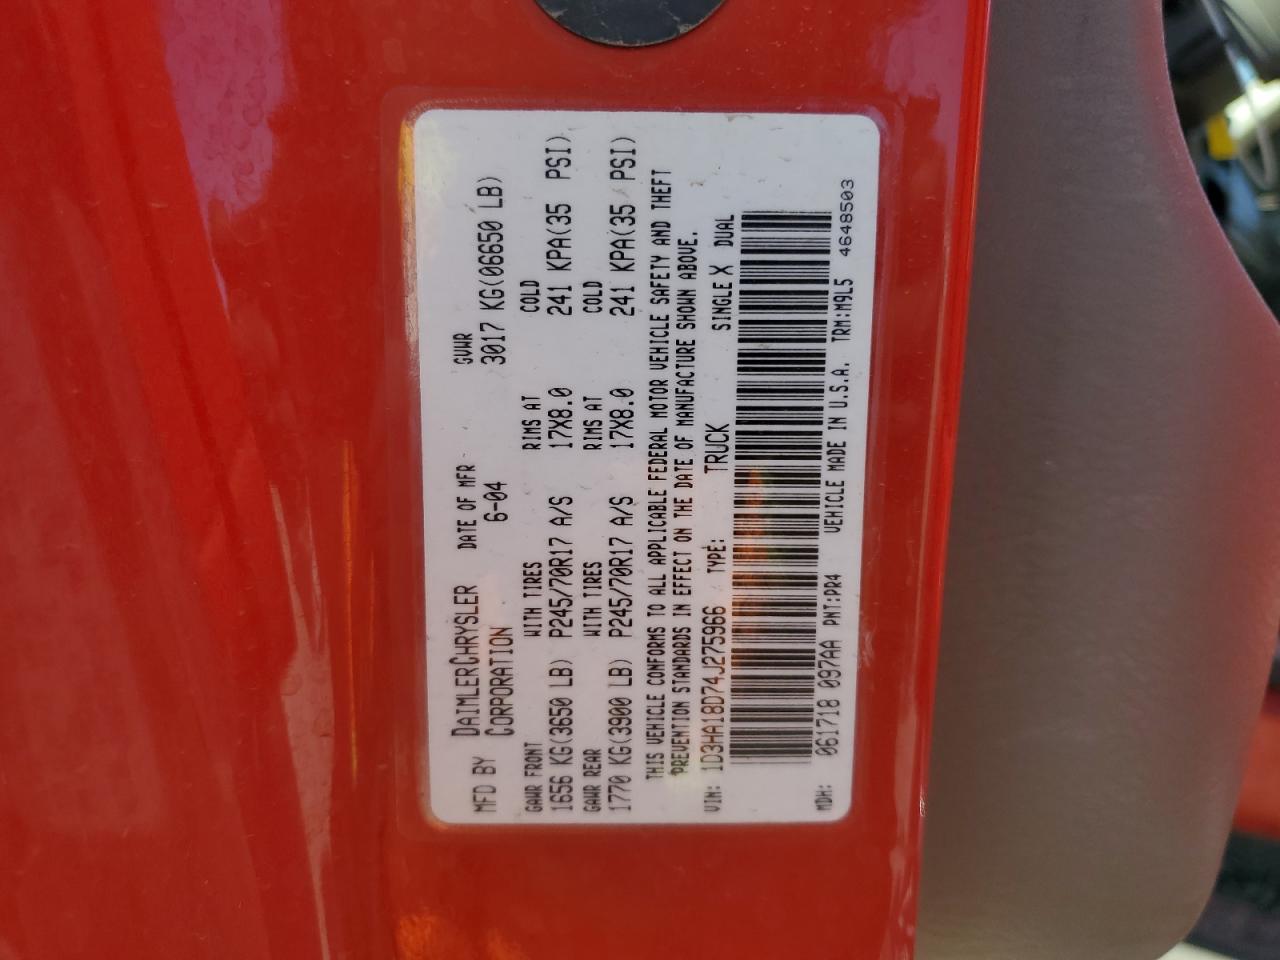 MFD BY DAIMLERCHRYSLER CORPORATION DATE OF MFR 6-04 GVWR 3017 KG(06650 LB)
GAWR FRONT WITH TIRES RIMS AT COLD
1656 KG(3650 LB) P245/70R17 A/S 17X8.0 241 KPA(35 PSI)
GAWR REAR WITH TIRES RIMS AT COLD
1770 KG(3900 LB) P245/70R17 A/S 17X8.0 241 KPA(35 PSI)
THIS VEHICLE CONFORMS TO ALL APPLICABLE FEDERAL MOTOR VEHICLE SAFETY AND THEFT
PREVENTION STANDARDS IN EFFECT ON THE DATE OF MANUFACTURE SHOWN ABOVE.
VIN: 1D3HA18D74J275966 TYPE: TRUCK SINGLE X DUAL
MDH: 061718 097AA PNT:PR4 VEHICLE MADE IN U.S.A. TRM:M9L5 4648503